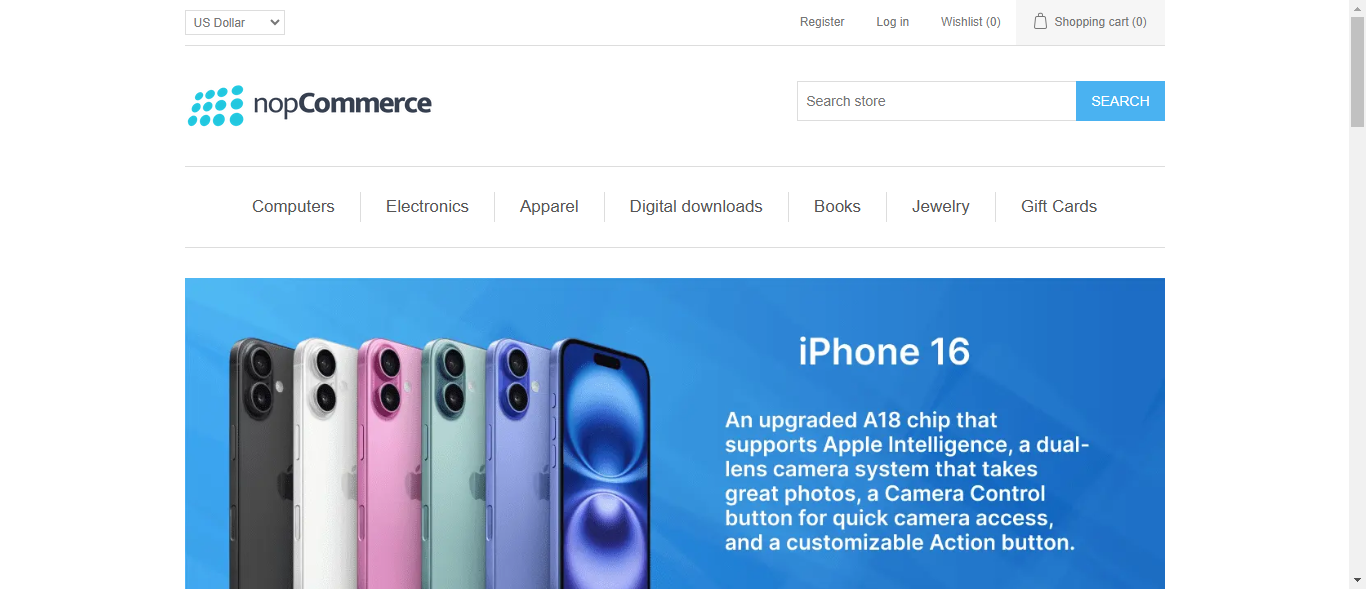 US Dollar
Register
Log in
Wishlist (0)
Shopping cart (0)
nopCommerce
Search store
SEARCH
Computers
Electronics
Apparel
Digital downloads
Books
Jewelry
Gift Cards
iPhone 16
An upgraded A18 chip that
supports Apple Intelligence, a dual-
lens camera system that takes
great photos, a Camera Control
button for quick camera access,
and a customizable Action button.